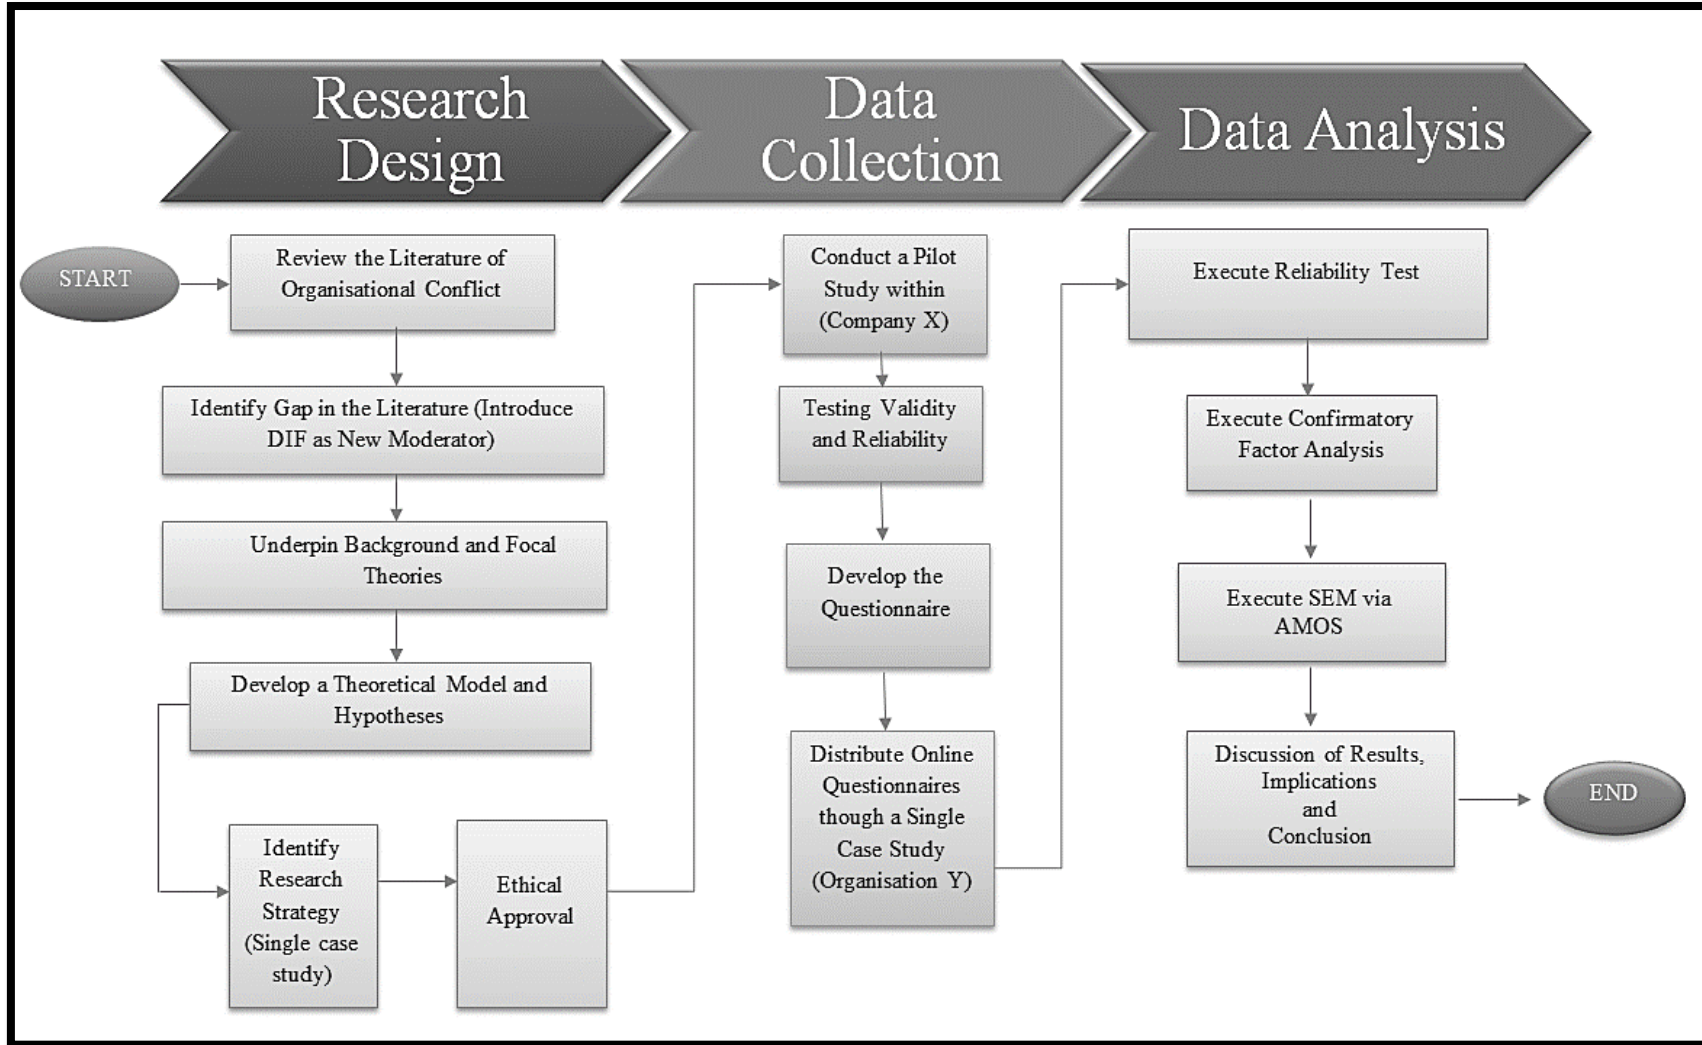 Research
Design
Data
Collection
Data Analysis
START
Review the Literature of
Organisational Conflict
Identify Gap in the Literature (Introduce
DIF as New Moderator)
Underpin Background and Focal
Theories
Develop a Theoretical Model and
Hypotheses
Identify
Research
Strategy
(Single case
study)
Ethical
Approval
Conduct a Pilot
Study within
(Company X)
Testing Validity
and Reliability
Develop the
Questionnaire
Distribute Online
Questionnaires
though a Single
Case Study
(Organisation Y)
Execute Reliability Test
Execute Confirmatory
Factor Analysis
Execute SEM via
AMOS
Discussion of Results,
Implications
and
Conclusion
END